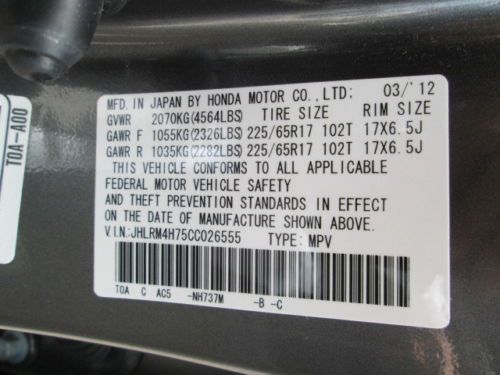 TOA-A00
MFD. IN JAPAN BY HONDA MOTOR CO., LTD: 03/'12
GVWR 2070KG(4564LBS) TIRE SIZE RIM SIZE
GAWR F 1055KG(2326LBS) 225/65R17 102T 17X6.5J
GAWR R 1035KG(2282LBS) 225/65R17 102T 17X6.5J
THIS VEHICLE CONFORMS TO ALL APPLICABLE
FEDERAL MOTOR VEHICLE SAFETY
AND THEFT PREVENTION STANDARDS IN EFFECT
ON THE DATE OF MANUFACTURE SHOWN ABOVE.
V.I.N:JHLRM4H75CC026555 TYPE: MPV
TOA C AC5 -NH737M -B -C